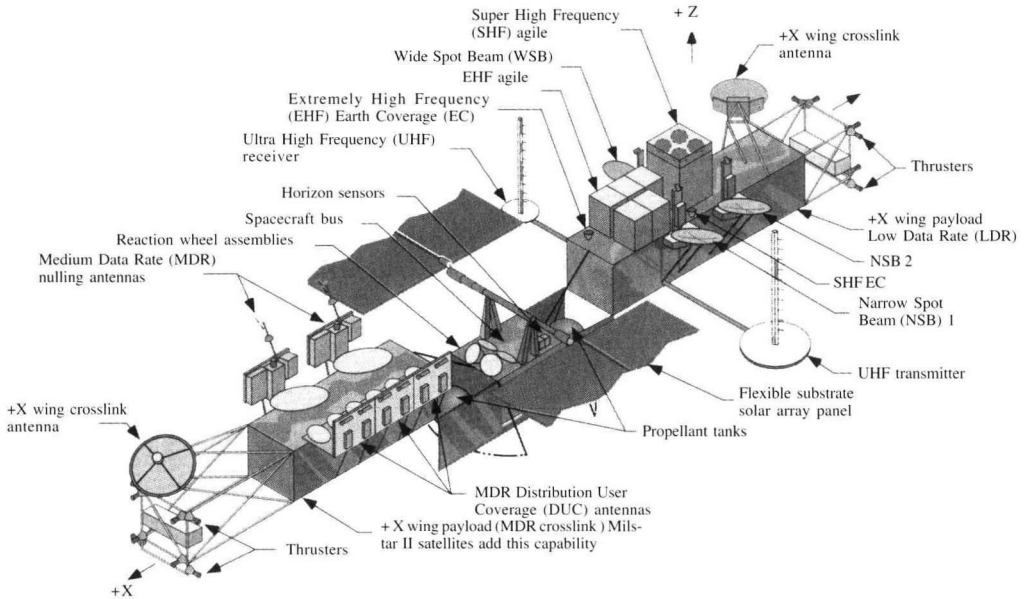 Super High Frequency
(SHF) agile
+ Z
+X wing crosslink
antenna
Wide Spot Beam (WSB)
EHF agile
Extremely High Frequency
(EHF) Earth Coverage (EC)
Ultra High Frequency (UHF)
receiver
Thrusters
Horizon sensors
Spacecraft bus
+X wing payload
Low Data Rate (LDR)
Reaction wheel assemblies
Medium Data Rate (MDR)
nulling antennas
NSB 2
SHF EC
Narrow Spot
Beam (NSB) 1
UHF transmitter
Flexible substrate
solar array panel
+X wing crosslink
antenna
Propellant tanks
MDR Distribution User
Coverage (DUC) antennas
+ X wing payload (MDR crosslink ) Mils-
tar II satellites add this capability
Thrusters
+X